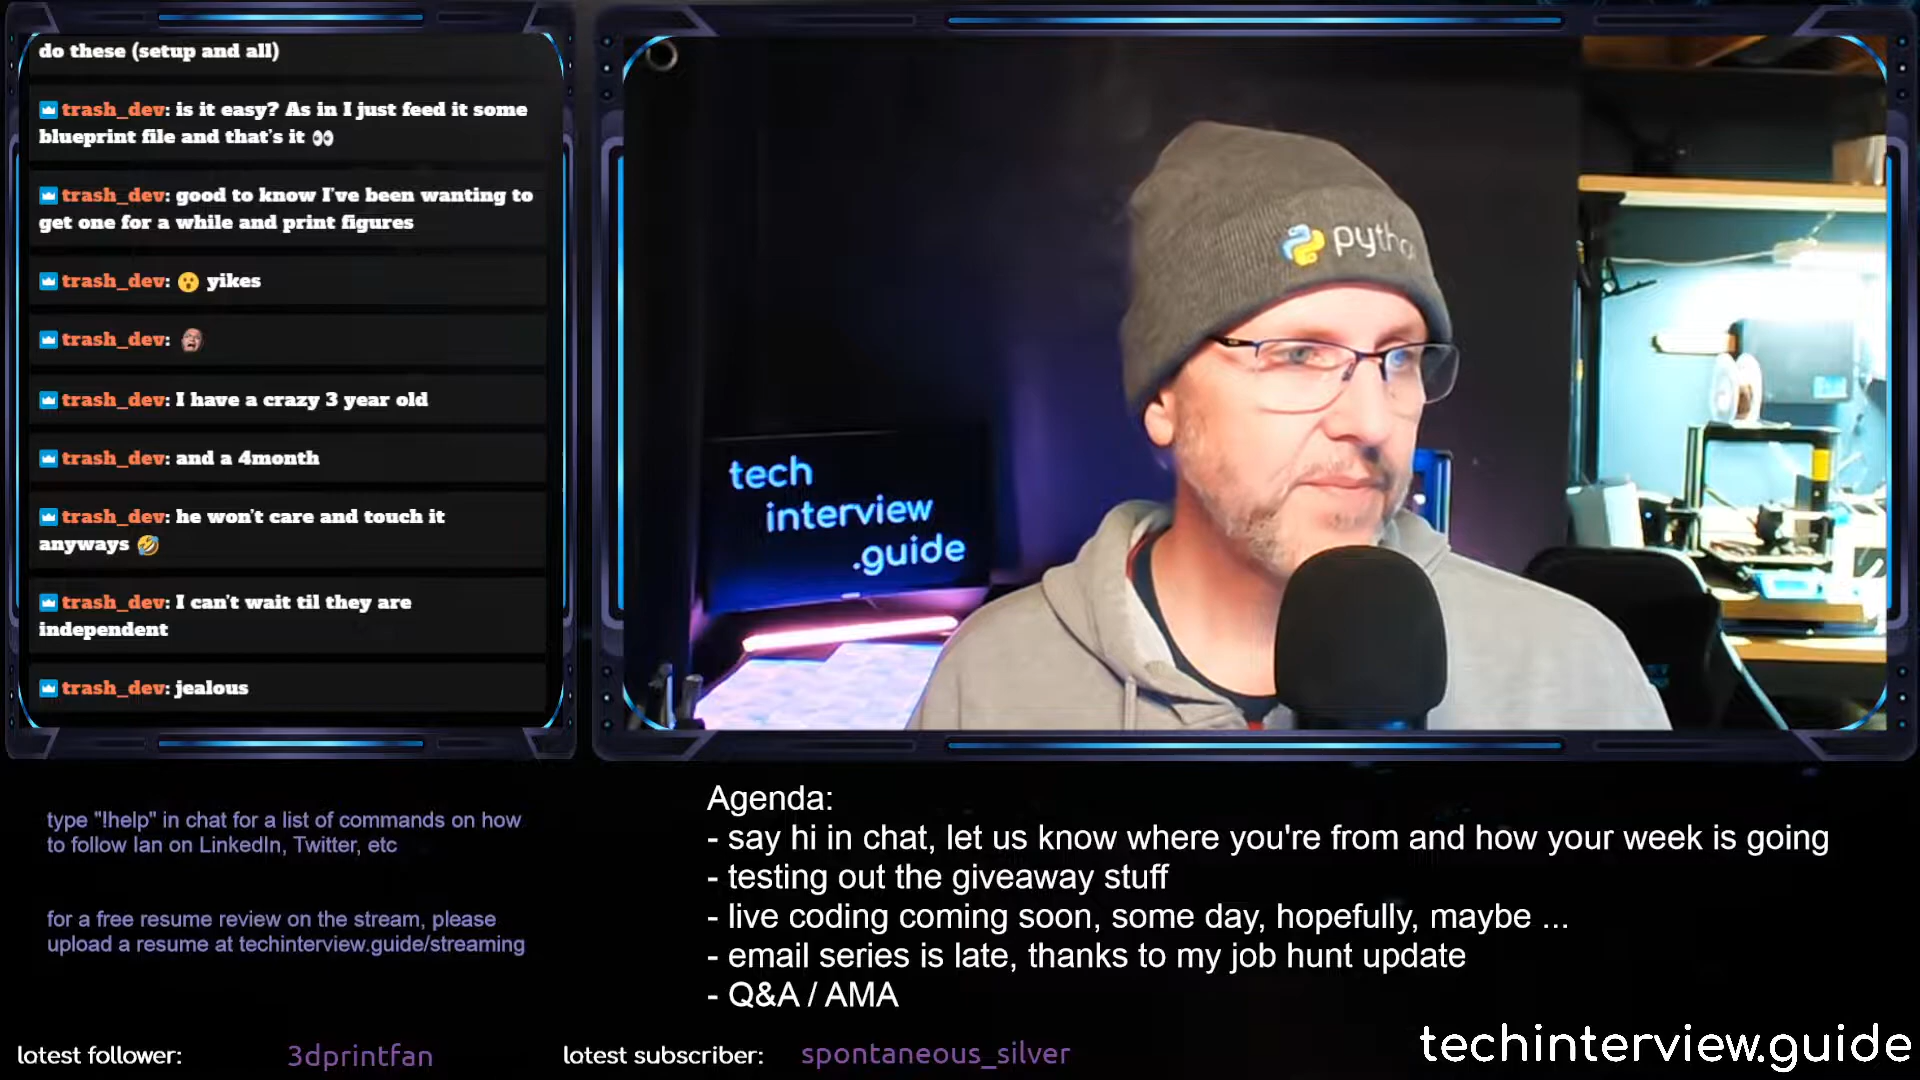 do these (setup and all)
trash_dev: is it easy? As in I just feed it some
blueprint file and that's it 👀
trash_dev: good to know I've been wanting to
get one for a while and print figures
trash_dev: 😮 yikes
trash_dev:
trash_dev: I have a crazy 3 year old
trash_dev: and a 4month
trash_dev: he won't care and touch it
anyways 🤣
trash_dev: I can't wait til they are
independent
trash_dev: jealous
python
tech
interview
.guide
type "!help" in chat for a list of commands on how
to follow Ian on LinkedIn, Twitter, etc
for a free resume review on the stream, please
upload a resume at techinterview.guide/streaming
Agenda:
- say hi in chat, let us know where you're from and how your week is going
- testing out the giveaway stuff
- live coding coming soon, some day, hopefully, maybe ...
- email series is late, thanks to my job hunt update
- Q&A / AMA
latest follower: 3dprintfan
latest subscriber: spontaneous_silver
techinterview.guide